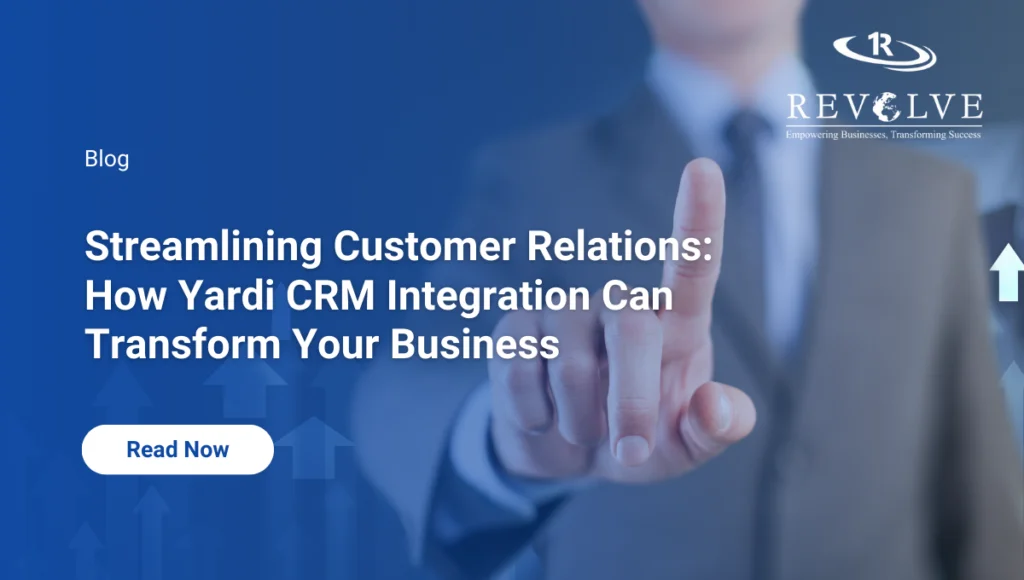 1R
REVOLVE
Empowering Businesses, Transforming Success
Blog
Streamlining Customer Relations:
How Yardi CRM Integration Can
Transform Your Business
Read Now